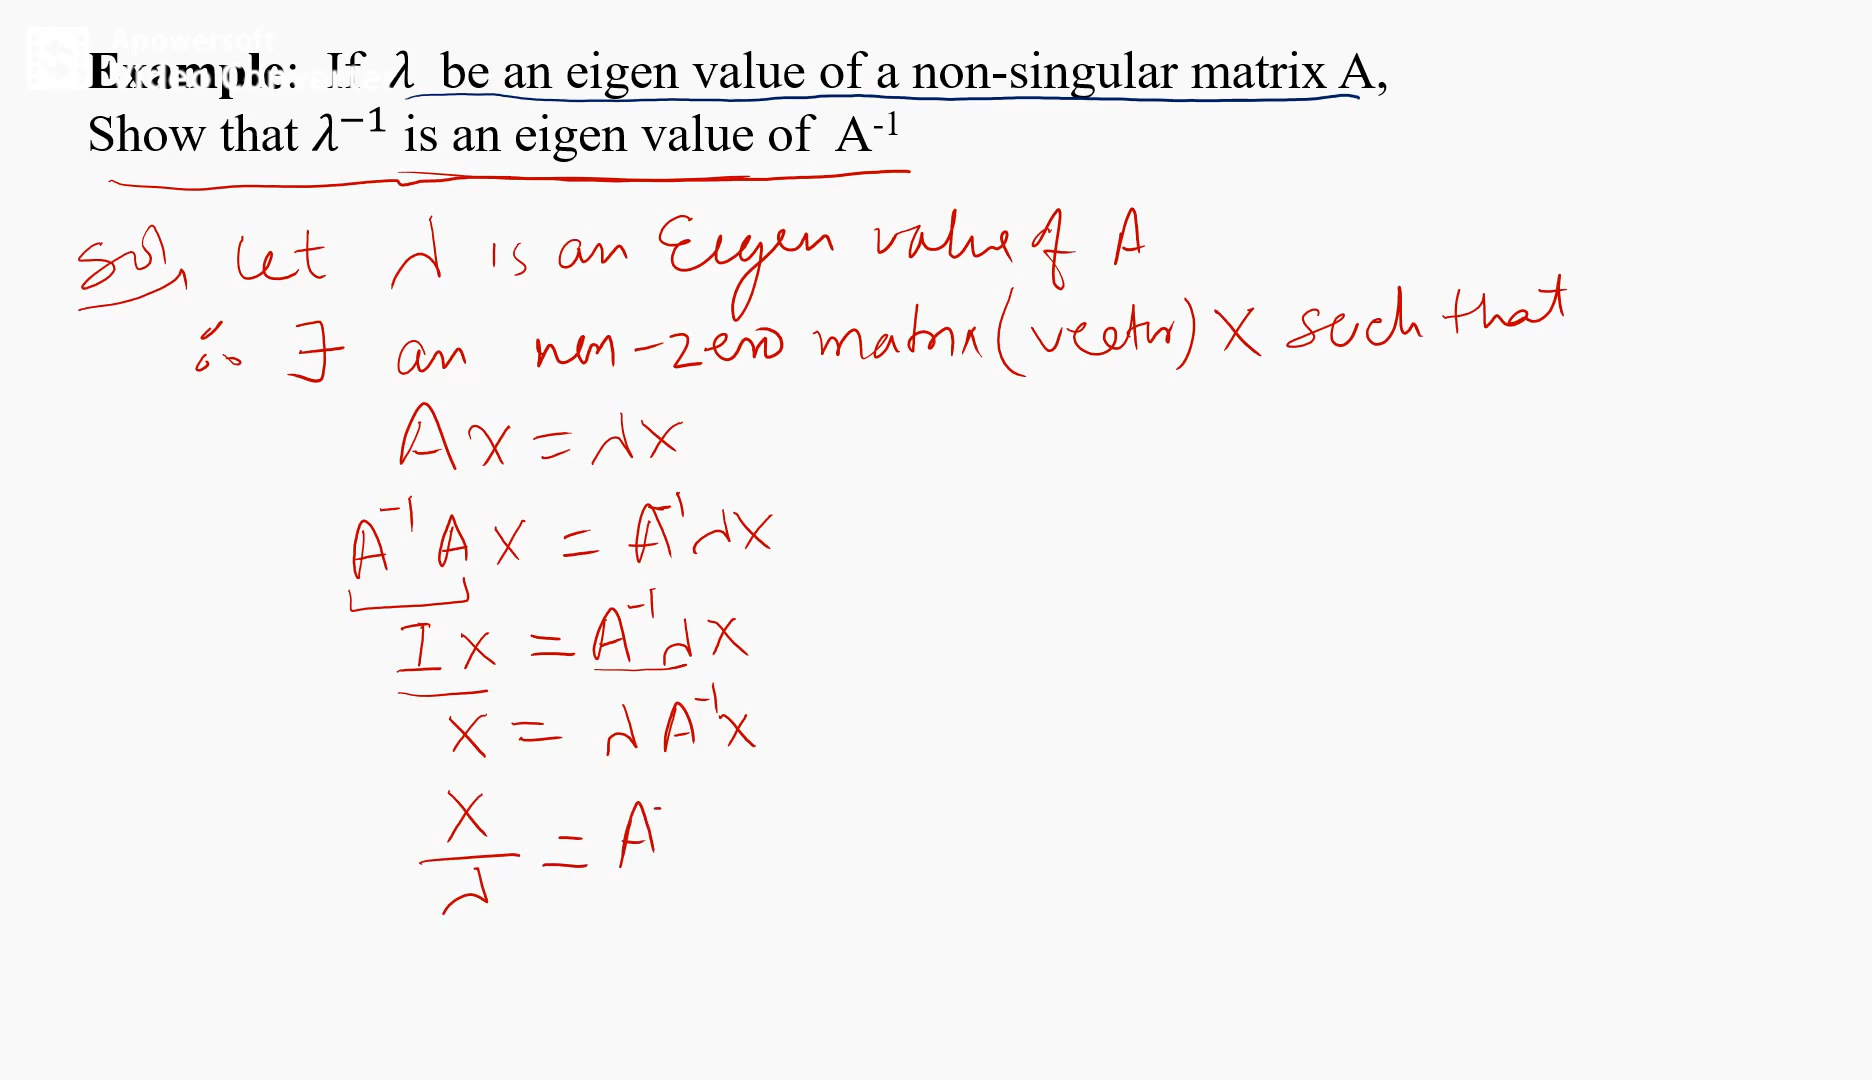 Apowersoft
Example: If λ be an eigen value of a non-singular matrix A,
Show that λ⁻¹ is an eigen value of A⁻¹
Sol, Let λ is an Eigen value of A
∴ ∃ an non-zero matrix (vector) X such that
AX = λX
A⁻¹AX = A⁻¹λX
IX = A⁻¹λX
X = λA⁻¹X
X/λ = A⁻